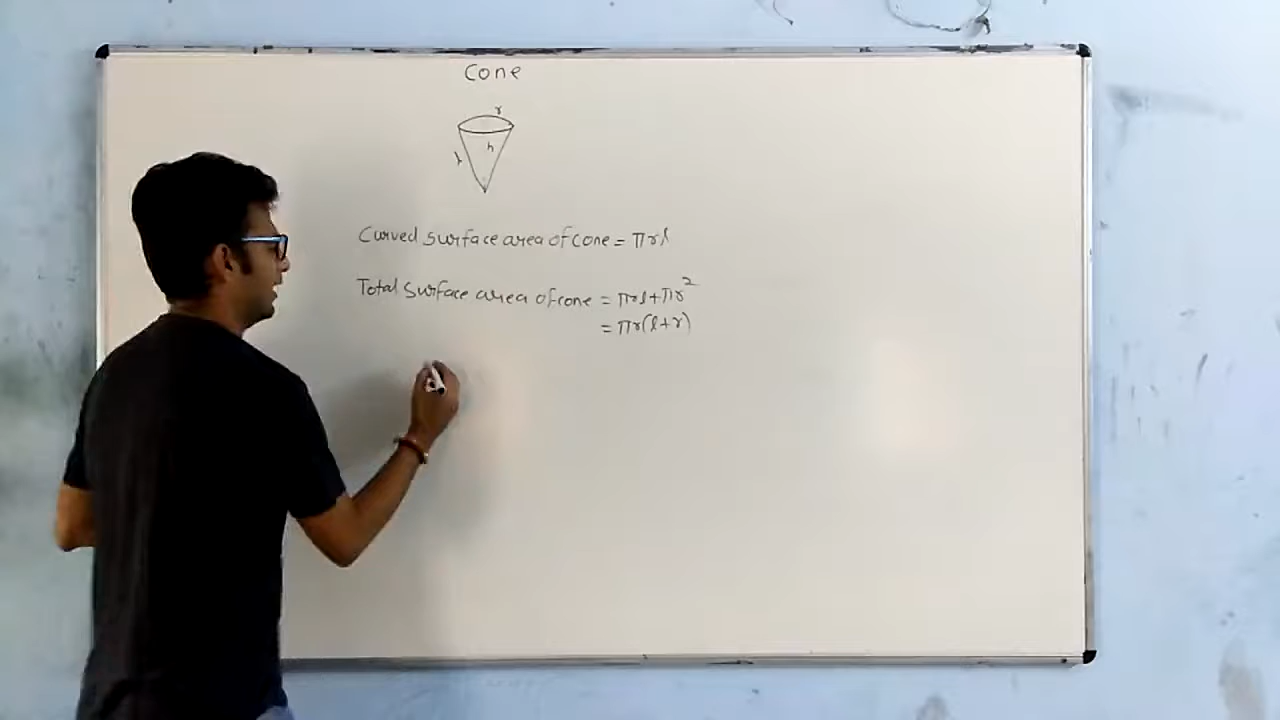 Cone
r
h
l
Curved surface area of cone = πrl
Total surface area of cone = πrl+πr²
= πr(l+r)